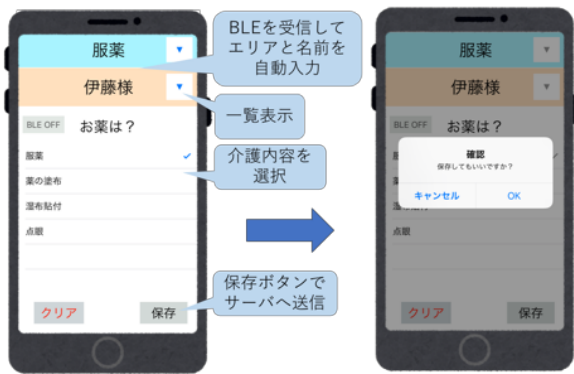 服薬
▼
伊藤様
▼
BLE OFF
お薬は？
服薬
薬の塗布
湿布貼付
点眼
クリア
保存
BLEを受信して
エリアと名前を
自動入力
一覧表示
介護内容を
選択
保存ボタンで
サーバへ送信
服薬
▼
伊藤様
▼
BLE OFF
お薬は？
確認
保存してもいいですか？
キャンセル
OK
点眼
クリア
保存